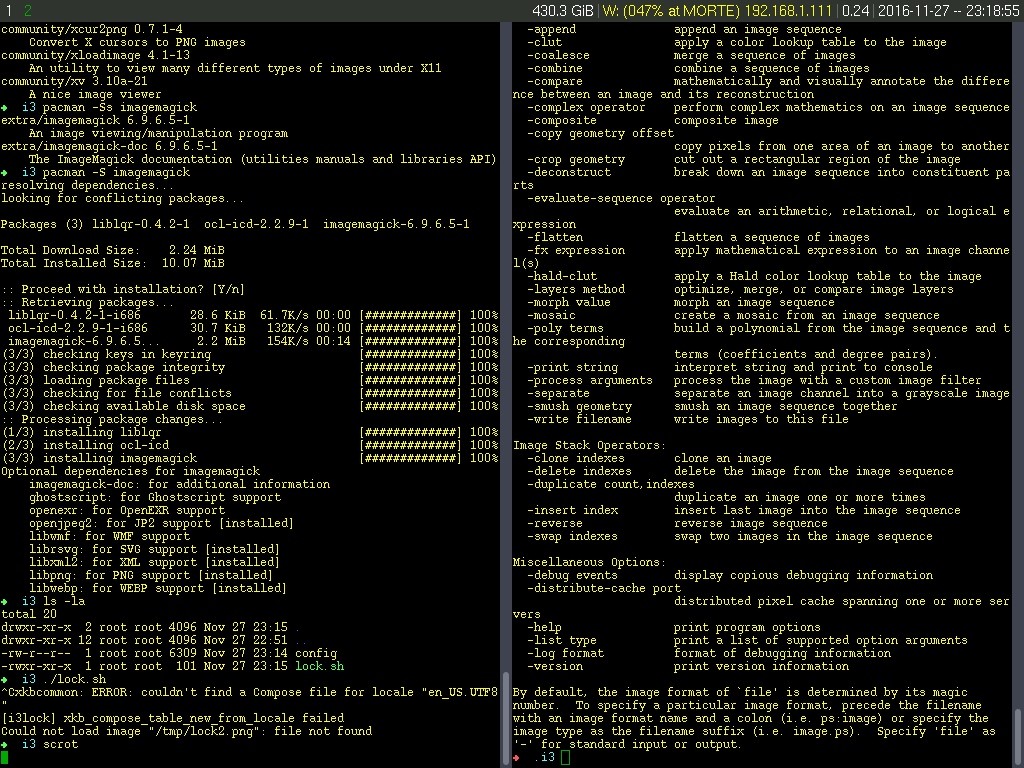 1 2 430.3 GiB W: (047% at MORTE) 192.168.1.111 0.24 2016-11-27 -- 23:18:55
community/xcur2png 0.7.1-4
    Convert X cursors to PNG images
community/xloadimage 4.1-13
    An utility to view many different types of images under X11
community/xv 3.10a-21
    A nice image viewer
➜  i3 pacman -Ss imagemagick
extra/imagemagick 6.9.6.5-1
    An image viewing/manipulation program
extra/imagemagick-doc 6.9.6.5-1
    The ImageMagick documentation (utilities manuals and libraries API)
➜  i3 pacman -S imagemagick
resolving dependencies...
looking for conflicting packages...

Packages (3) liblqr-0.4.2-1  ocl-icd-2.2.9-1  imagemagick-6.9.6.5-1

Total Download Size:    2.24 MiB
Total Installed Size:  10.07 MiB

:: Proceed with installation? [Y/n]
:: Retrieving packages...
 liblqr-0.4.2-1-i686       28.6 KiB  61.7K/s 00:00 [#############] 100%
 ocl-icd-2.2.9-1-i686      30.7 KiB   132K/s 00:00 [#############] 100%
 imagemagick-6.9.6.5...     2.2 MiB   154K/s 00:14 [#############] 100%
(3/3) checking keys in keyring                     [#############] 100%
(3/3) checking package integrity                   [#############] 100%
(3/3) loading package files                        [#############] 100%
(3/3) checking for file conflicts                  [#############] 100%
(3/3) checking available disk space                [#############] 100%
:: Processing package changes...
(1/3) installing liblqr                            [#############] 100%
(2/3) installing ocl-icd                           [#############] 100%
(3/3) installing imagemagick                       [#############] 100%
Optional dependencies for imagemagick
    imagemagick-doc: for additional information
    ghostscript: for Ghostscript support
    openexr: for OpenEXR support
    openjpeg2: for JP2 support [installed]
    libwmf: for WMF support
    librsvg: for SVG support [installed]
    libxml2: for XML support [installed]
    libpng: for PNG support [installed]
    libwebp: for WEBP support [installed]
➜  i3 ls -la
total 20
drwxr-xr-x  2 root root 4096 Nov 27 23:15 .
drwxr-xr-x 12 root root 4096 Nov 27 22:51 ..
-rw-r--r--  1 root root 6309 Nov 27 23:14 config
-rwxr-xr-x  1 root root  101 Nov 27 23:15 lock.sh
➜  i3 ./lock.sh
^Cxkbcommon: ERROR: couldn't find a Compose file for locale "en_US.UTF8
"
[i3lock] xkb_compose_table_new_from_locale failed
Could not load image "/tmp/lock2.png": file not found
➜  i3 scrot

  -append              append an image sequence
  -clut                apply a color lookup table to the image
  -coalesce            merge a sequence of images
  -combine             combine a sequence of images
  -compare             mathematically and visually annotate the differe
nce between an image and its reconstruction
  -complex operator    perform complex mathematics on an image sequence
  -composite           composite image
  -copy geometry offset
                       copy pixels from one area of an image to another
  -crop geometry       cut out a rectangular region of the image
  -deconstruct         break down an image sequence into constituent pa
rts
  -evaluate-sequence operator
                       evaluate an arithmetic, relational, or logical e
xpression
  -flatten             flatten a sequence of images
  -fx expression       apply mathematical expression to an image channe
l(s)
  -hald-clut           apply a Hald color lookup table to the image
  -layers method       optimize, merge, or compare image layers
  -morph value         morph an image sequence
  -mosaic              create a mosaic from an image sequence
  -poly terms          build a polynomial from the image sequence and t
he corresponding
                       terms (coefficients and degree pairs).
  -print string        interpret string and print to console
  -process arguments   process the image with a custom image filter
  -separate            separate an image channel into a grayscale image
  -smush geometry      smush an image sequence together
  -write filename      write images to this file

Image Stack Operators:
  -clone indexes       clone an image
  -delete indexes      delete the image from the image sequence
  -duplicate count,indexes
                       duplicate an image one or more times
  -insert index        insert last image into the image sequence
  -reverse             reverse image sequence
  -swap indexes        swap two images in the image sequence

Miscellaneous Options:
  -debug events        display copious debugging information
  -distribute-cache port
                       distributed pixel cache spanning one or more ser
vers
  -help                print program options
  -list type           print a list of supported option arguments
  -log format          format of debugging information
  -version             print version information

By default, the image format of `file' is determined by its magic
number.  To specify a particular image format, precede the filename
with an image format name and a colon (i.e. ps:image) or specify the
image type as the filename suffix (i.e. image.ps).  Specify 'file' as
'-' for standard input or output.
➜  .i3